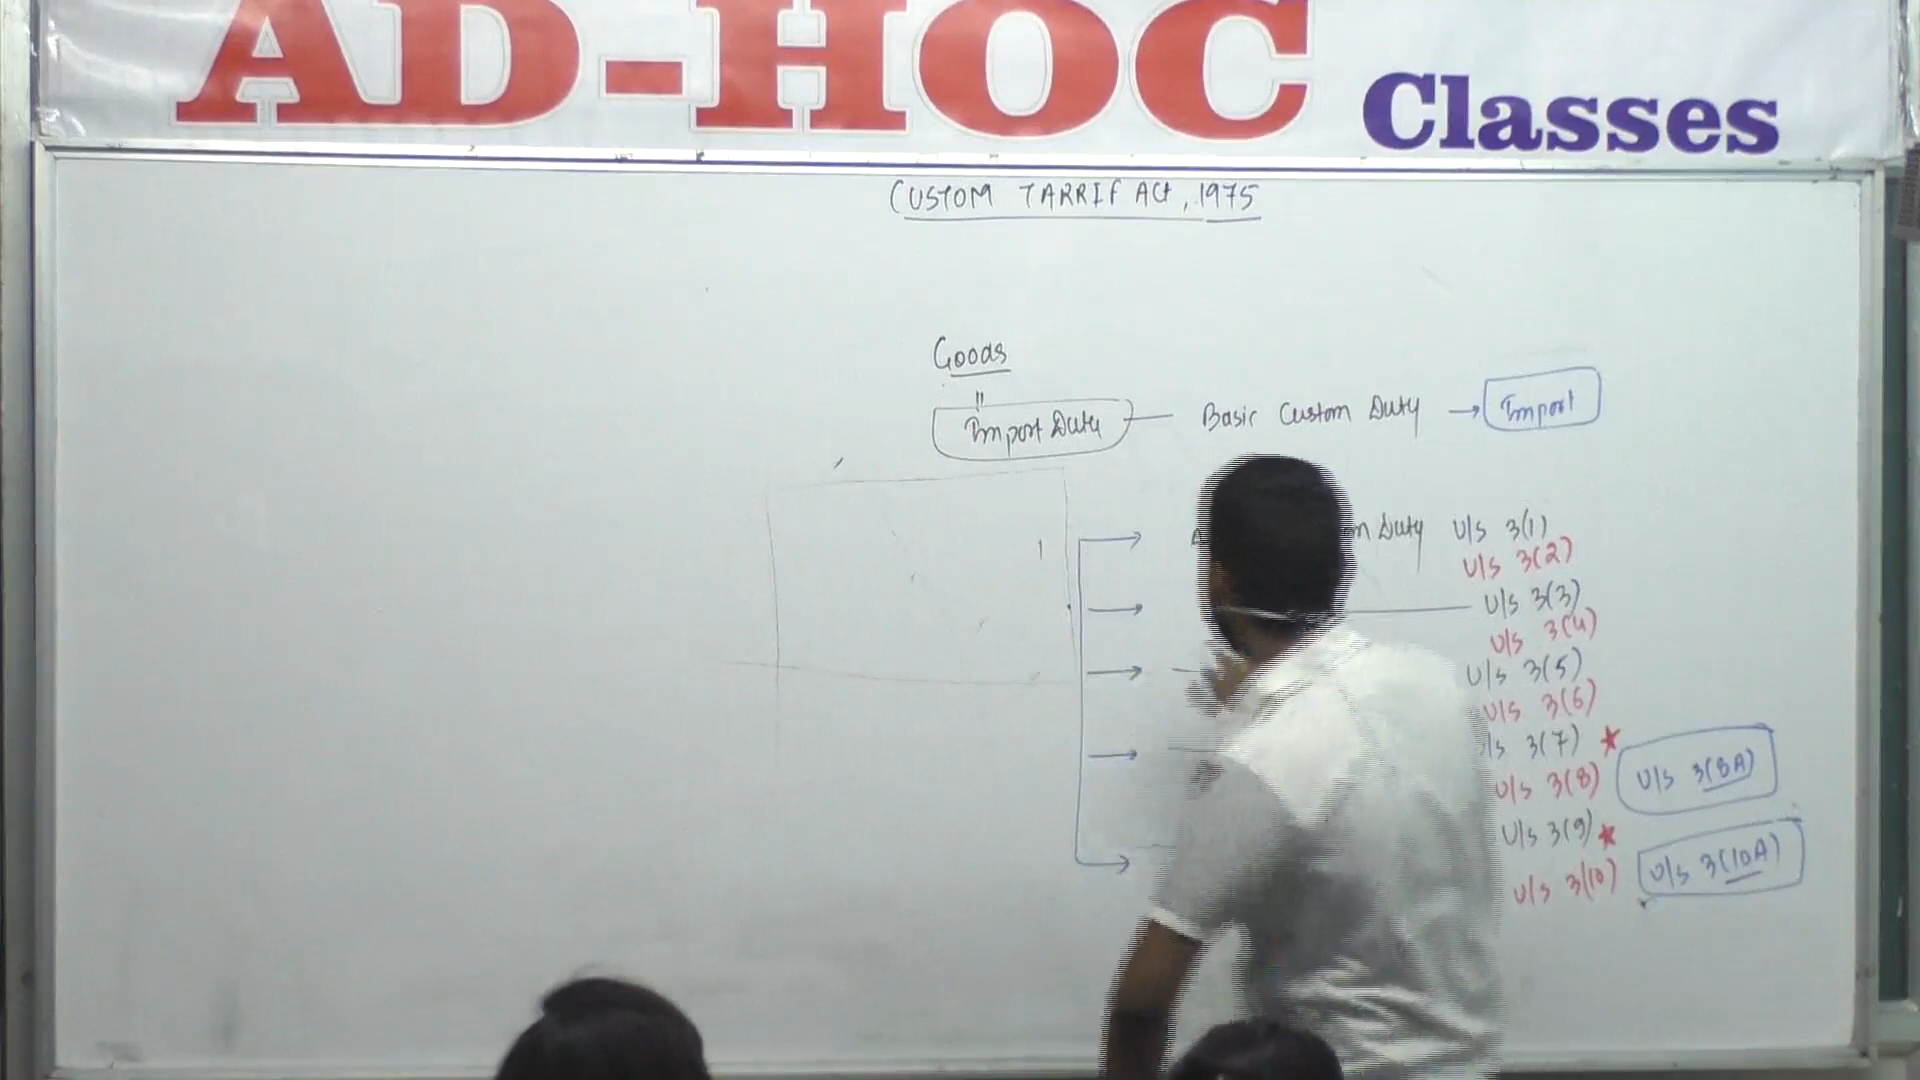 AD-HOC Classes
CUSTOM TARRIF ACt, 1975
Goods
Import Duty — Basic Custom Duty → Import
Duty U/s 3(1)
U/s 3(2)
U/s 3(3)
U/s 3(4)
U/s 3(5)
U/s 3(6)
/s 3(7) ★
U/s 3(8) U/s 3(8A)
U/s 3(9) ★
U/s 3(10) U/s 3(10A)